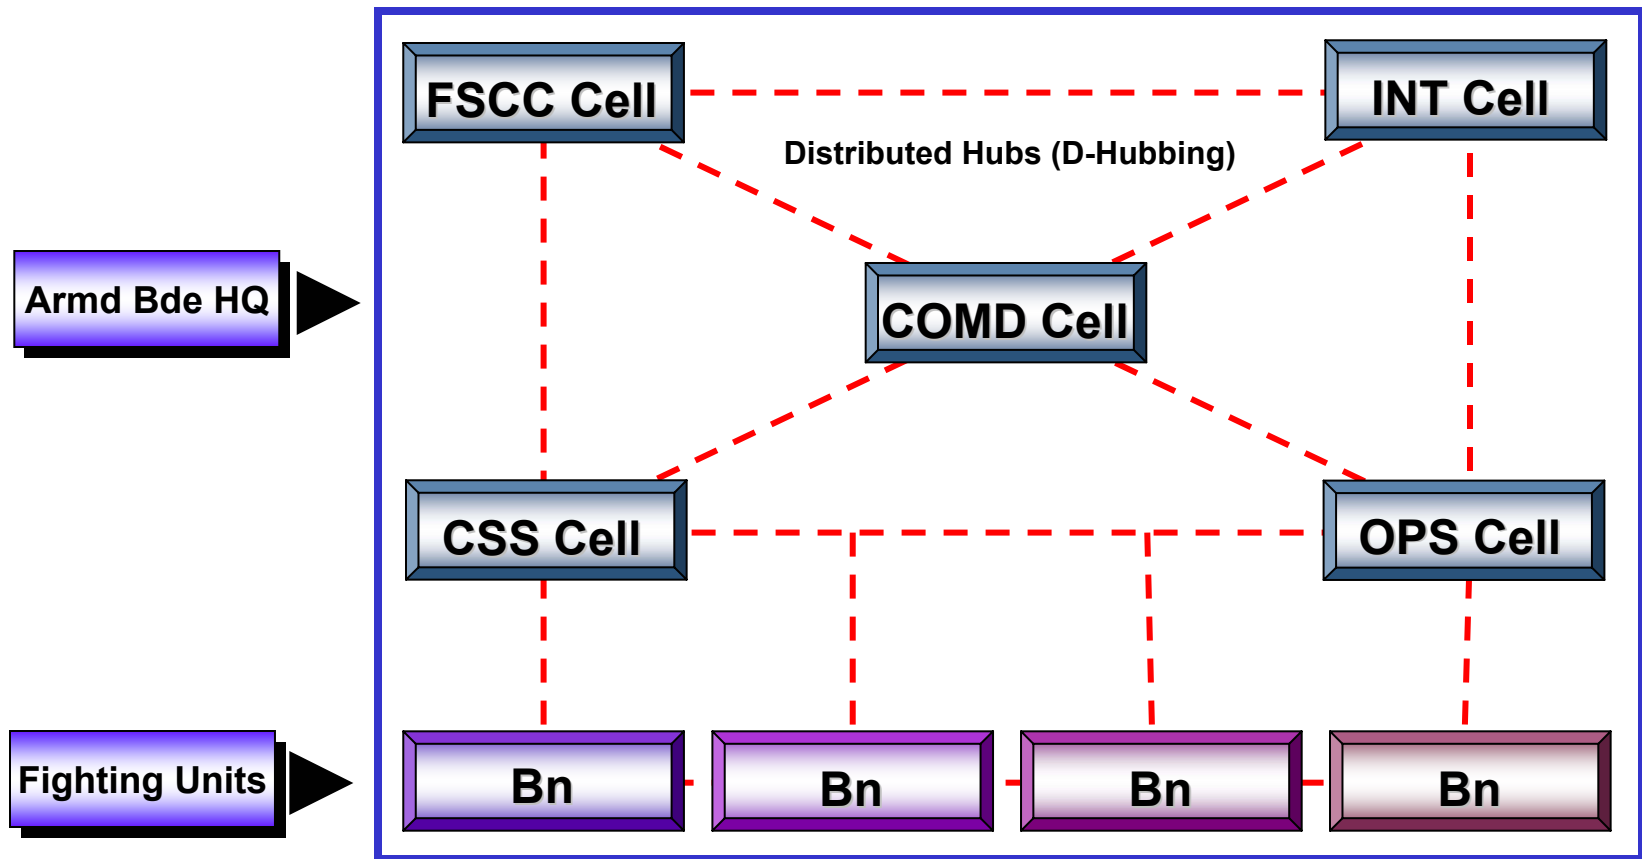 FSCC Cell
INT Cell
Distributed Hubs (D-Hubbing)
Armd Bde HQ
COMD Cell
CSS Cell
OPS Cell
Fighting Units
Bn
Bn
Bn
Bn